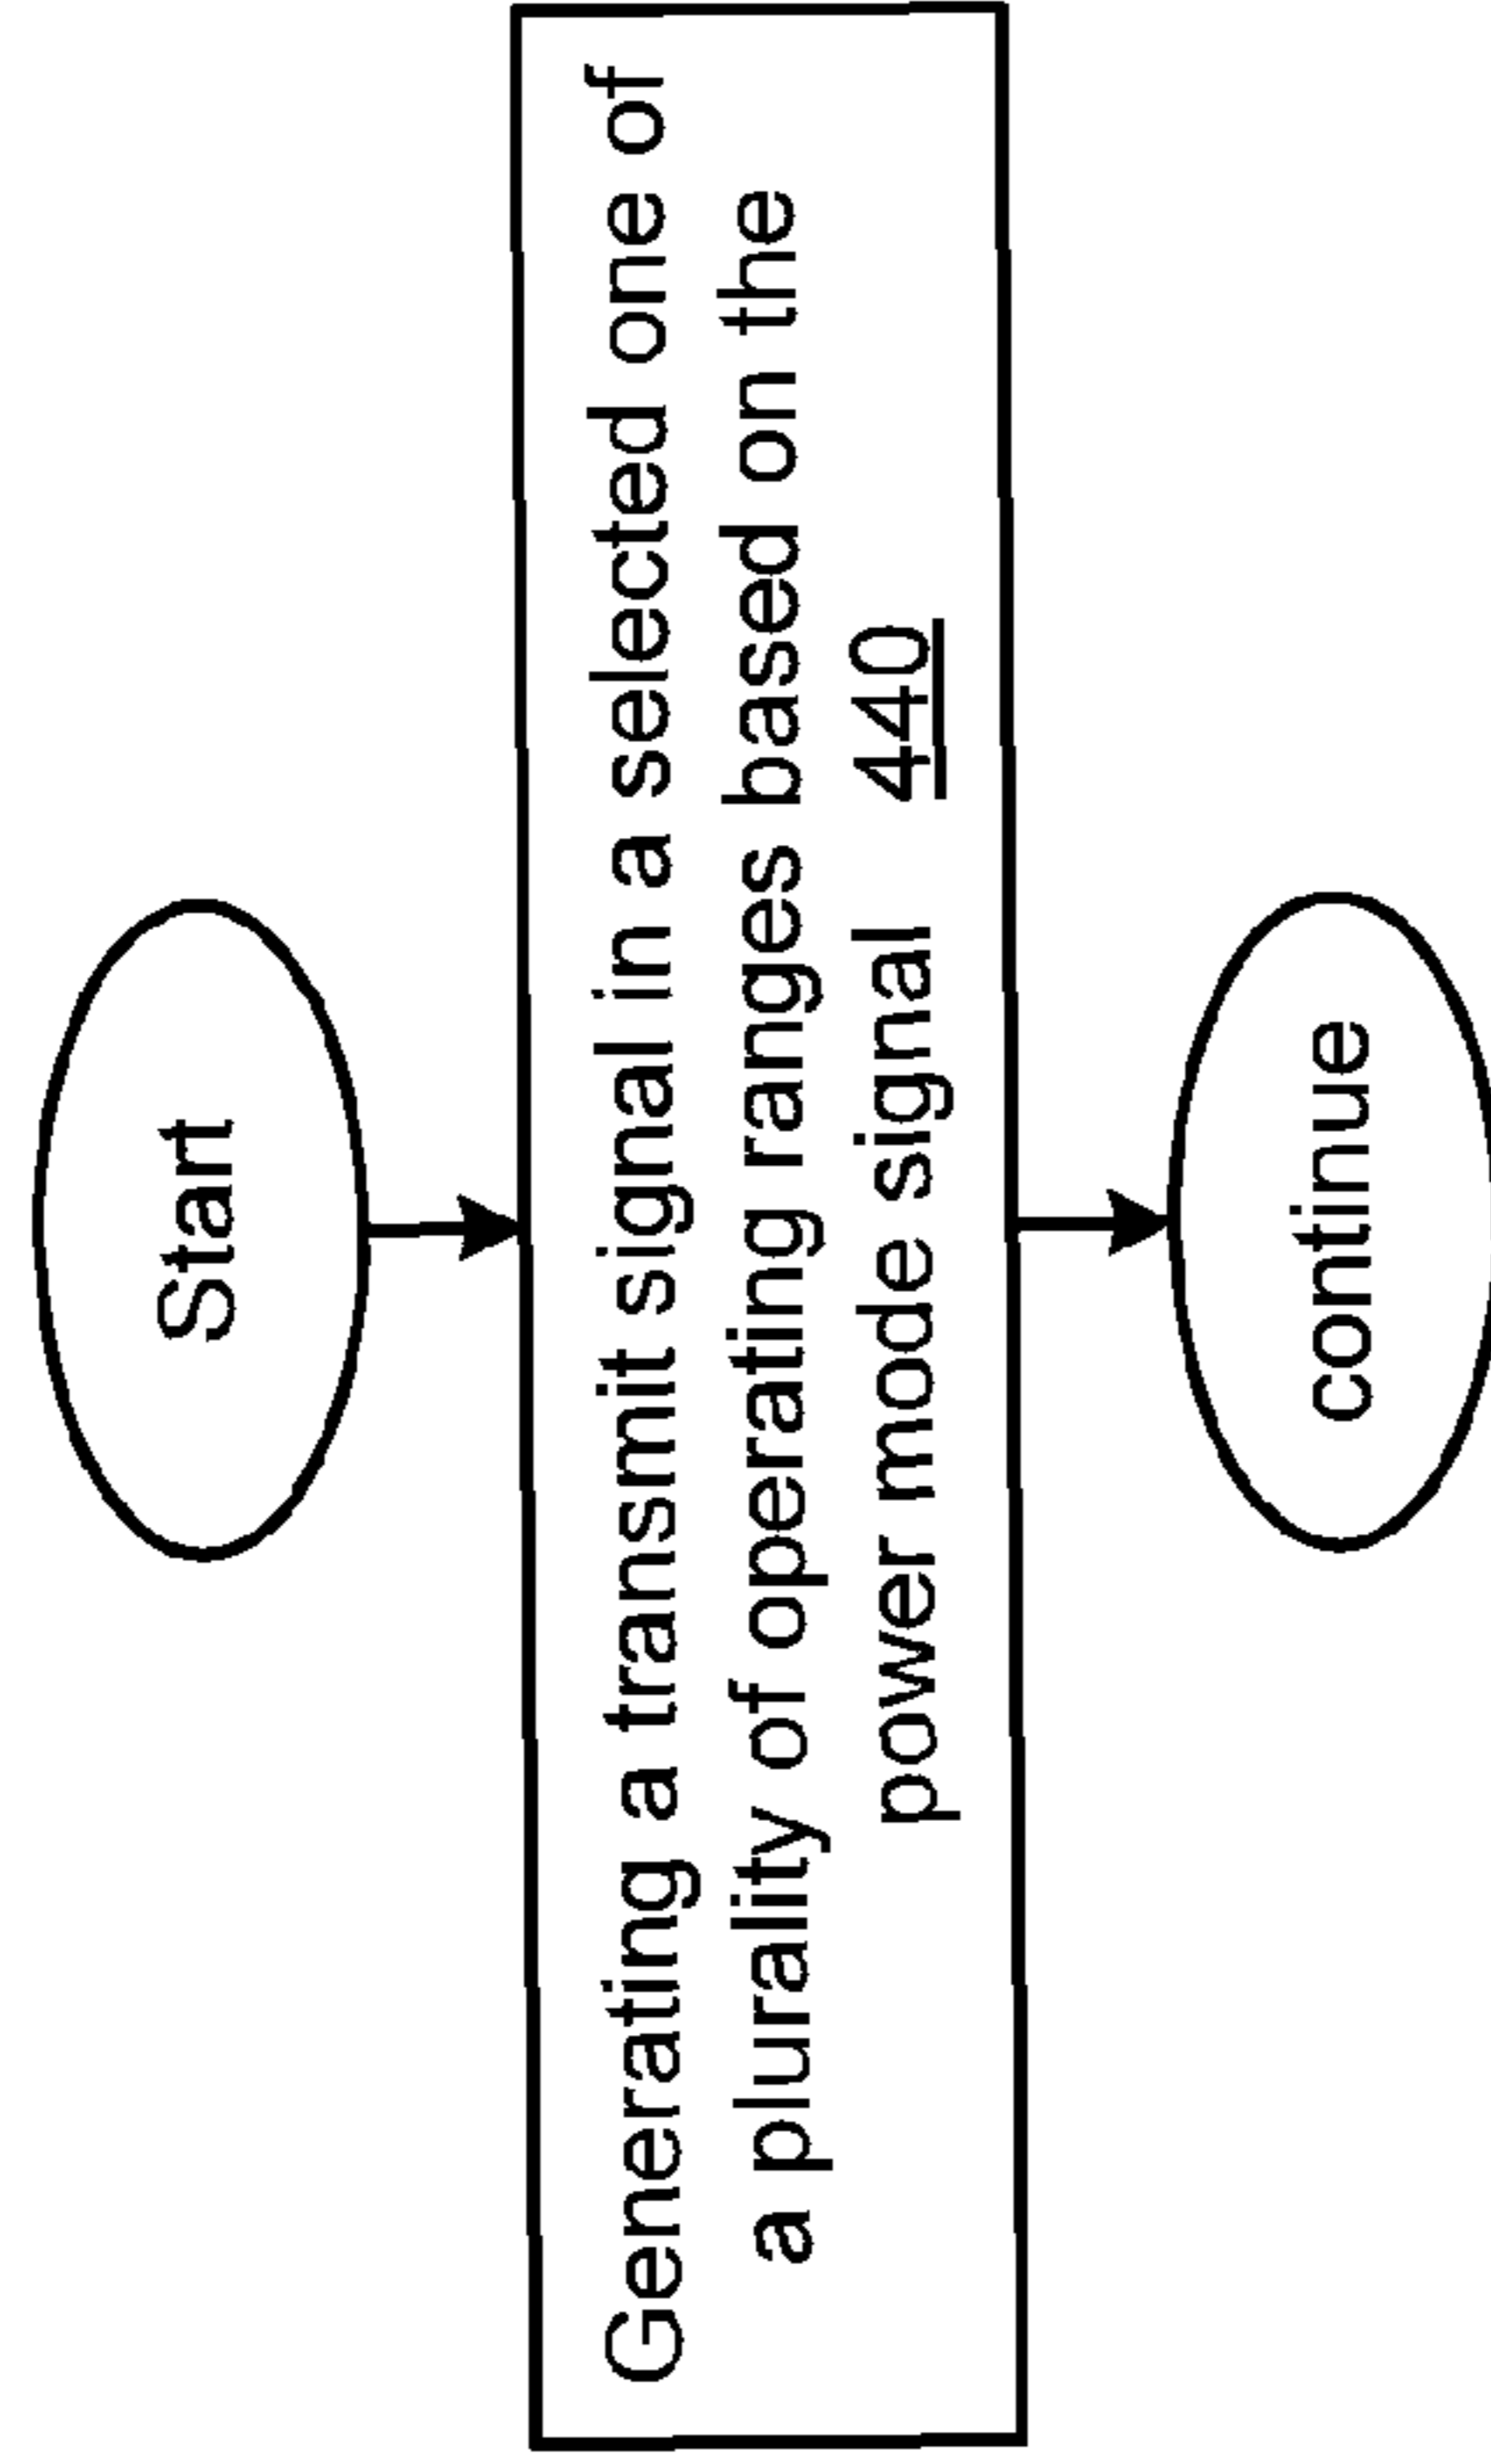 Start
Generating a transmit signal in a selected one of
a plurality of operating ranges based on the
power mode signal 440
continue